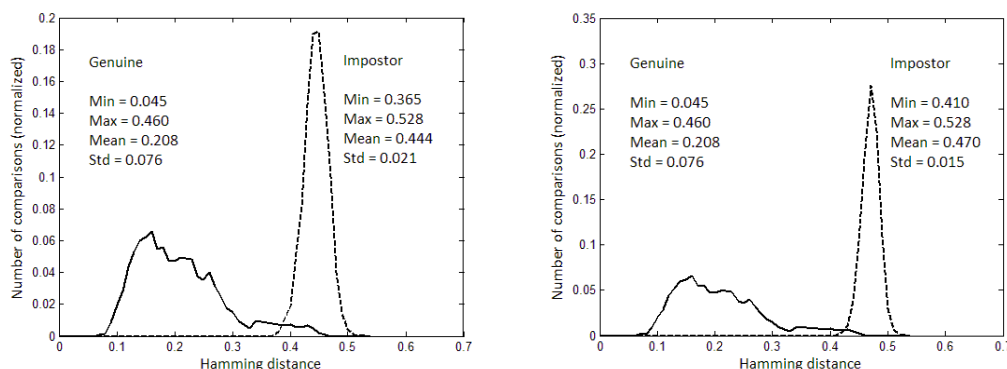 0.2
0.18
0.16
0.14
0.12
0.1
0.08
0.06
0.04
0.02
0
Number of comparisons (normalized)
Genuine
Min = 0.045
Max = 0.460
Mean = 0.208
Std = 0.076
Impostor
Min = 0.365
Max = 0.528
Mean = 0.444
Std = 0.021
0 0.1 0.2 0.3 0.4 0.5 0.6 0.7
Hamming distance
0.35
0.3
0.25
0.2
0.15
0.1
0.05
0
Number of comparisons (normalized)
Genuine
Min = 0.045
Max = 0.460
Mean = 0.208
Std = 0.076
Impostor
Min = 0.410
Max = 0.528
Mean = 0.470
Std = 0.015
0 0.1 0.2 0.3 0.4 0.5 0.6 0.7
Hamming distance